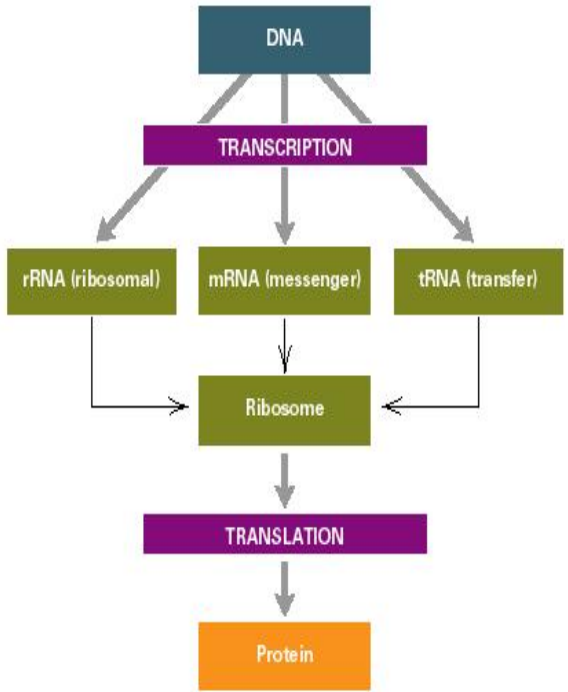 DNA
TRANSCRIPTION
rRNA (ribosomal)
mRNA (messenger)
tRNA (transfer)
Ribosome
TRANSLATION
Protein